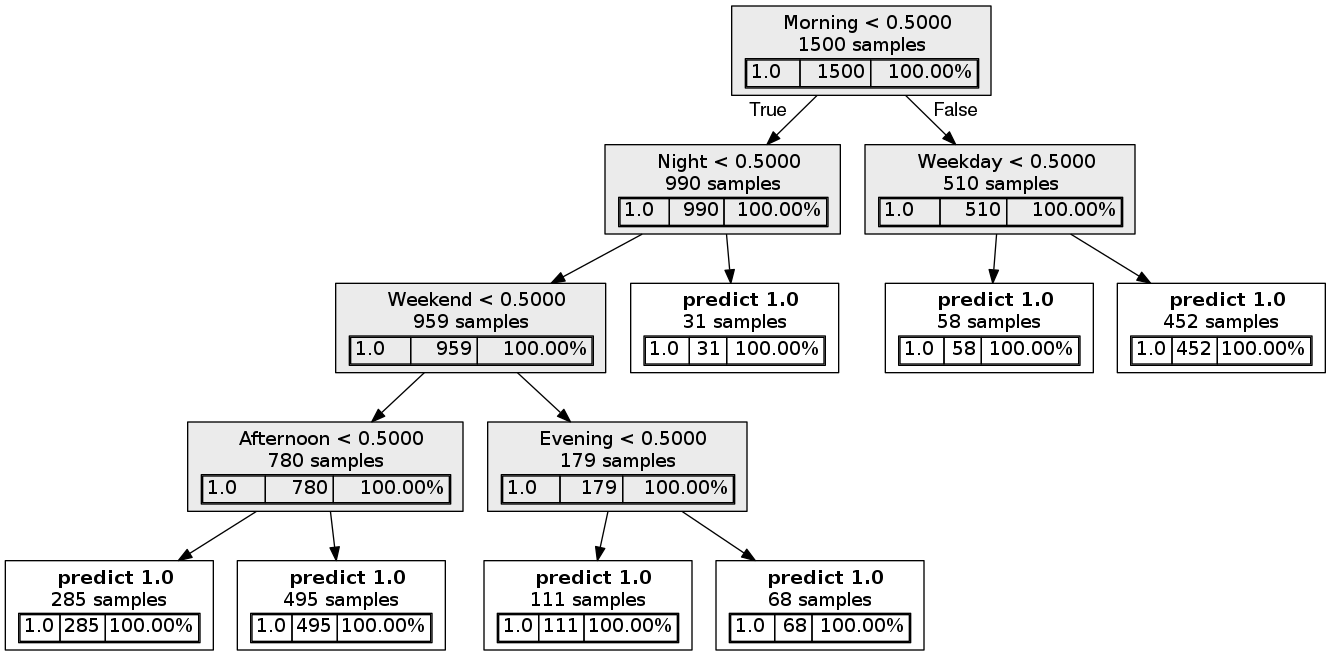 Morning < 0.5000
1500 samples
1.0 1500 100.00%
True False
Night < 0.5000
990 samples
1.0 990 100.00%
Weekday < 0.5000
510 samples
1.0 510 100.00%
Weekend < 0.5000
959 samples
1.0 959 100.00%
predict 1.0
31 samples
1.0 31 100.00%
predict 1.0
58 samples
1.0 58 100.00%
predict 1.0
452 samples
1.0 452 100.00%
Afternoon < 0.5000
780 samples
1.0 780 100.00%
Evening < 0.5000
179 samples
1.0 179 100.00%
predict 1.0
285 samples
1.0 285 100.00%
predict 1.0
495 samples
1.0 495 100.00%
predict 1.0
111 samples
1.0 111 100.00%
predict 1.0
68 samples
1.0 68 100.00%